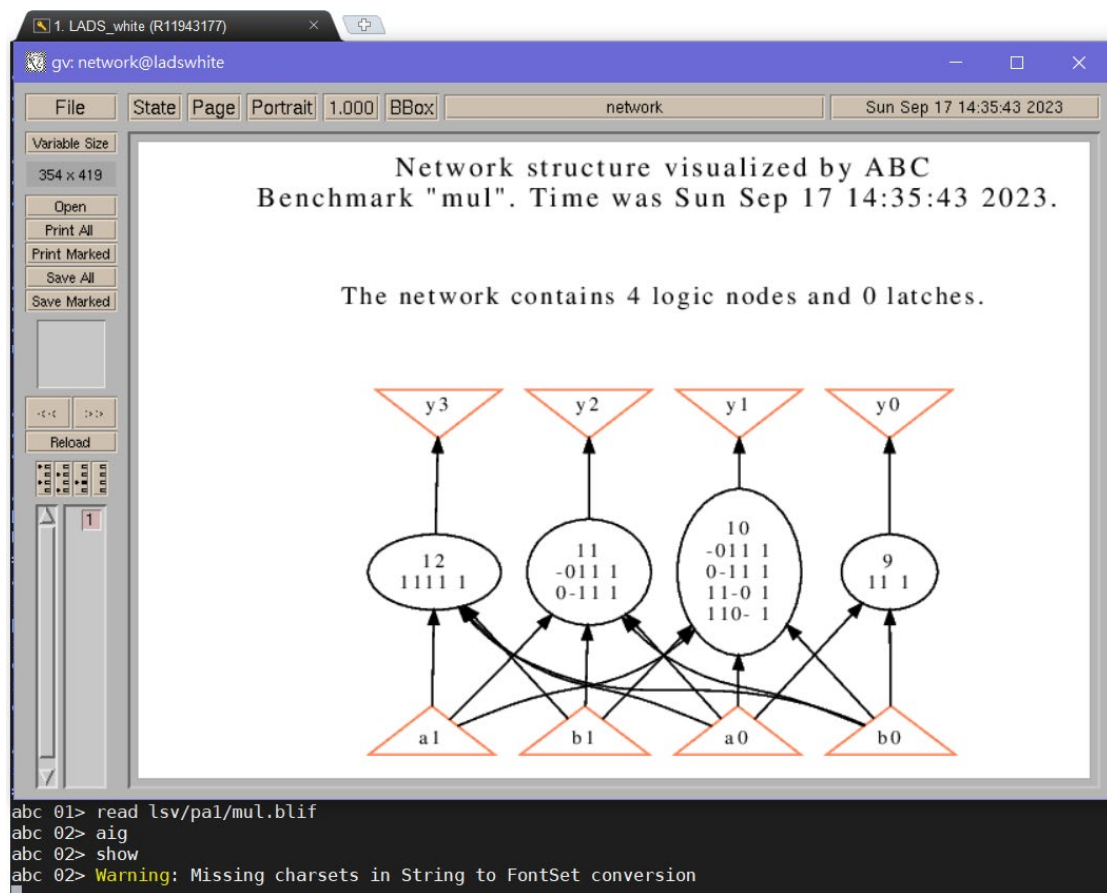 1. LADS_white (R11943177)
gv: network@ladswhite
File State Page Portrait 1.000 BBox network Sun Sep 17 14:35:43 2023
Variable Size
354 x 419
Open
Print All
Print Marked
Save All
Save Marked
Reload
1
Network structure visualized by ABC
Benchmark "mul". Time was Sun Sep 17 14:35:43 2023.
The network contains 4 logic nodes and 0 latches.
y3 y2 y1 y0
12
1111 1
11
-011 1
0-11 1
10
-011 1
0-11 1
11-0 1
110- 1
9
11 1
a1 b1 a0 b0
abc 01> read lsv/pa1/mul.blif
abc 02> aig
abc 02> show
abc 02> Warning: Missing charsets in String to FontSet conversion